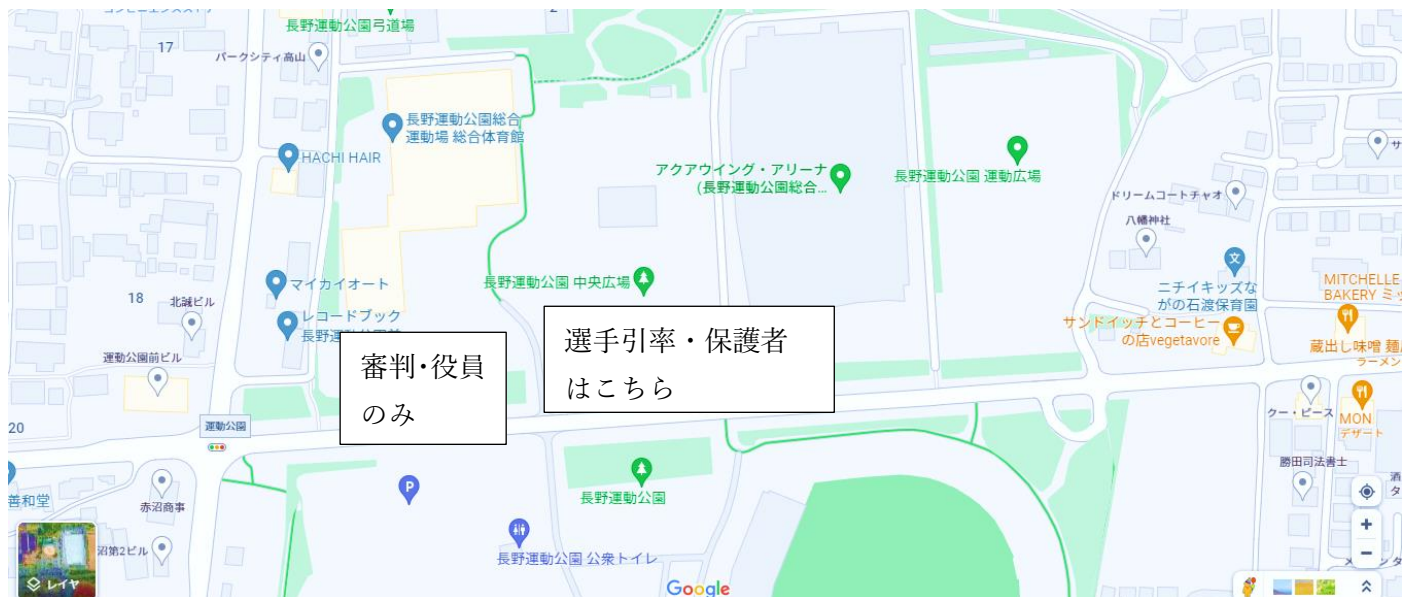 長野運動公園弓道場
2
17
パークシティ高山
長野運動公園総合
運動場 総合体育館
HACHI HAIR
アクアウイング・アリーナ
(長野運動公園総合...
長野運動公園 運動広場
サ
ドリームコートチャオ
八幡神社
マイカイオート
長野運動公園 中央広場
ニチイキッズな
がの石渡保育園
MITCHELLE
BAKERY ミッ
18
北誠ビル
レコードブック
長野運
サンドイッチとコーヒー
の店vegetavore
蔵出し味噌 麺
ラーメン
運動公園前ビル
審判・役員
のみ
選手引率・保護者
はこちら
20
運動公園
クー・ピース
MON
デザート
善和堂
赤沼商事
P
長野運動公園
勝田司法書士
酒
タ
沼第2ビル
長野運動公園 公衆トイレ
レイヤ
Google